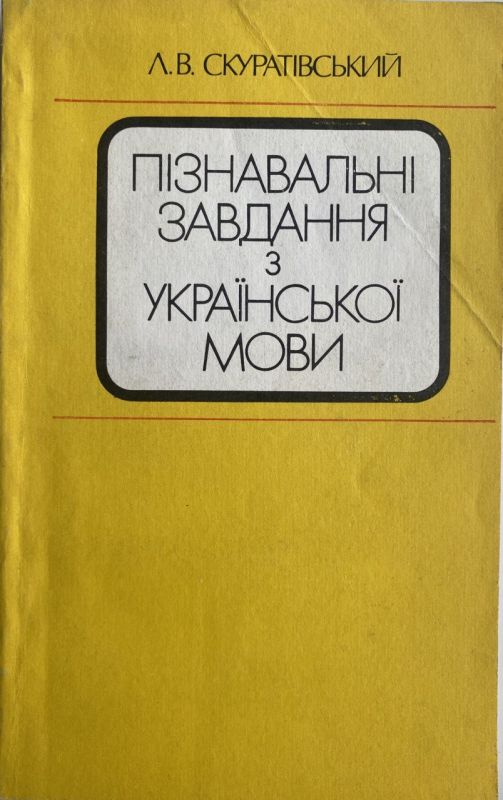 Л.В. СКУРАТІВСЬКИЙ
ПІЗНАВАЛЬНІ
ЗАВДАННЯ
З
УКРАЇНСЬКОЇ
МОВИ